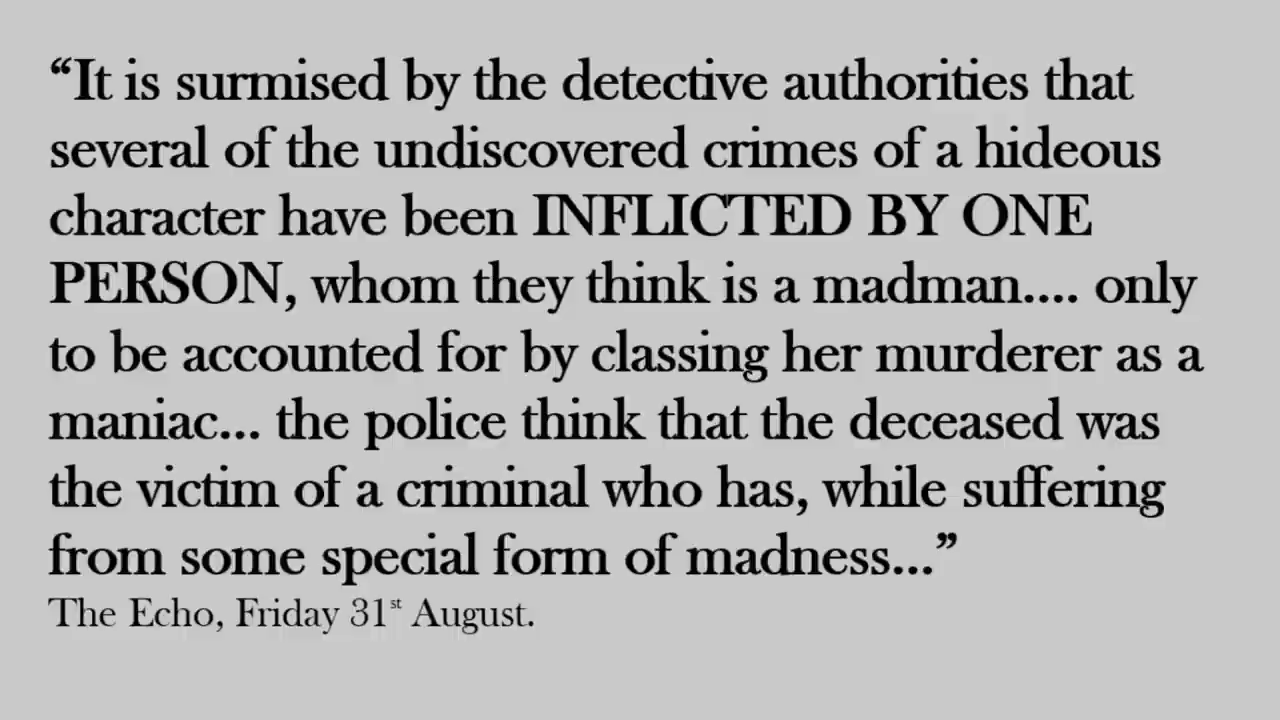 “It is surmised by the detective authorities that
several of the undiscovered crimes of a hideous
character have been INFLICTED BY ONE
PERSON, whom they think is a madman.... only
to be accounted for by classing her murderer as a
maniac... the police think that the deceased was
the victim of a criminal who has, while suffering
from some special form of madness...”
The Echo, Friday 31st August.